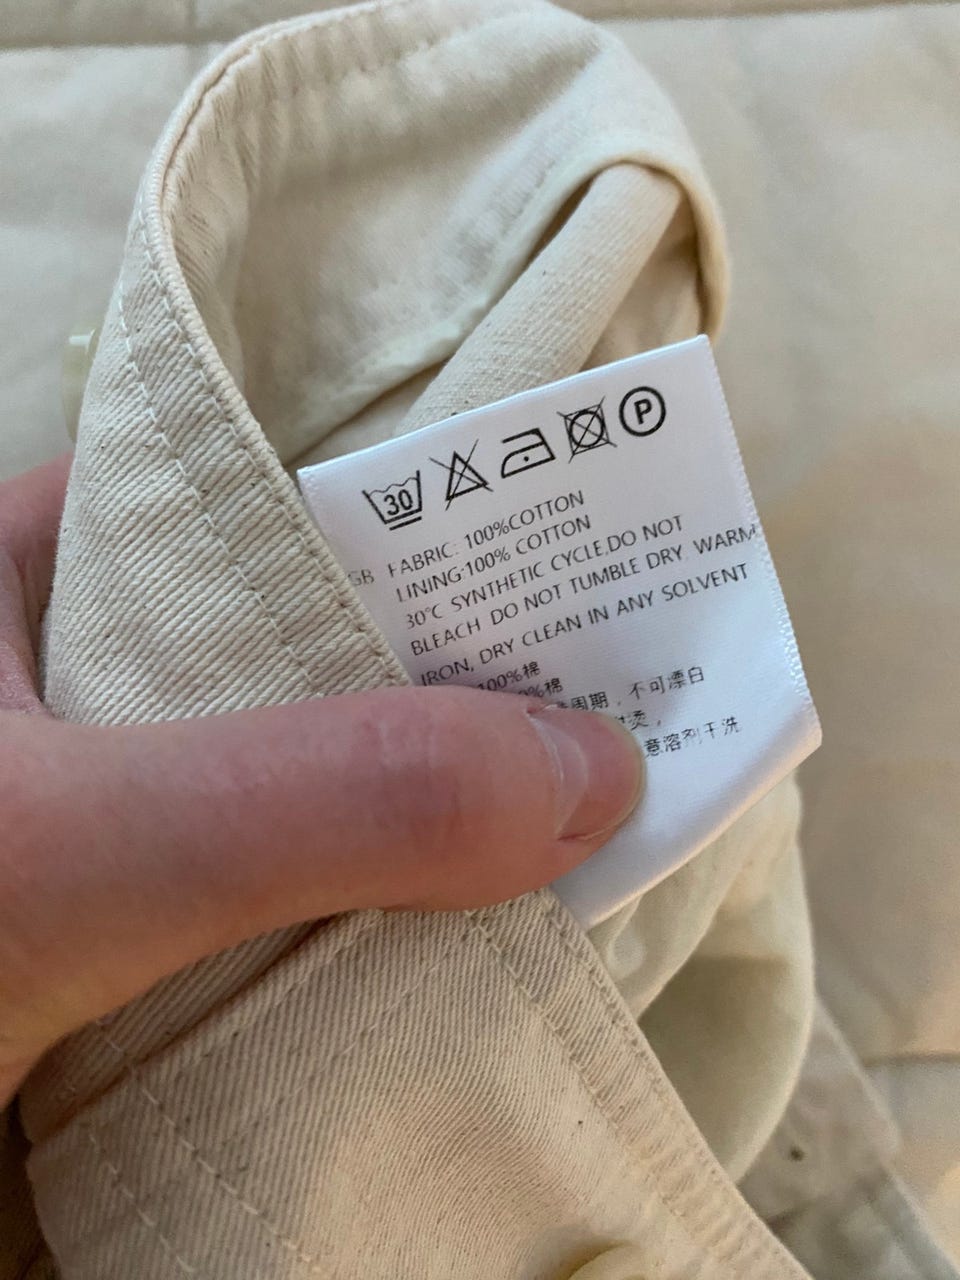 30
P
GB FABRIC: 100%COTTON
LINING:100% COTTON
30°C SYNTHETIC CYCLE,DO NOT
BLEACH DO NOT TUMBLE DRY, WARM
IRON, DRY CLEAN IN ANY SOLVENT
100%棉
0%棉
周期，不可漂白
烫，
意溶剂干洗